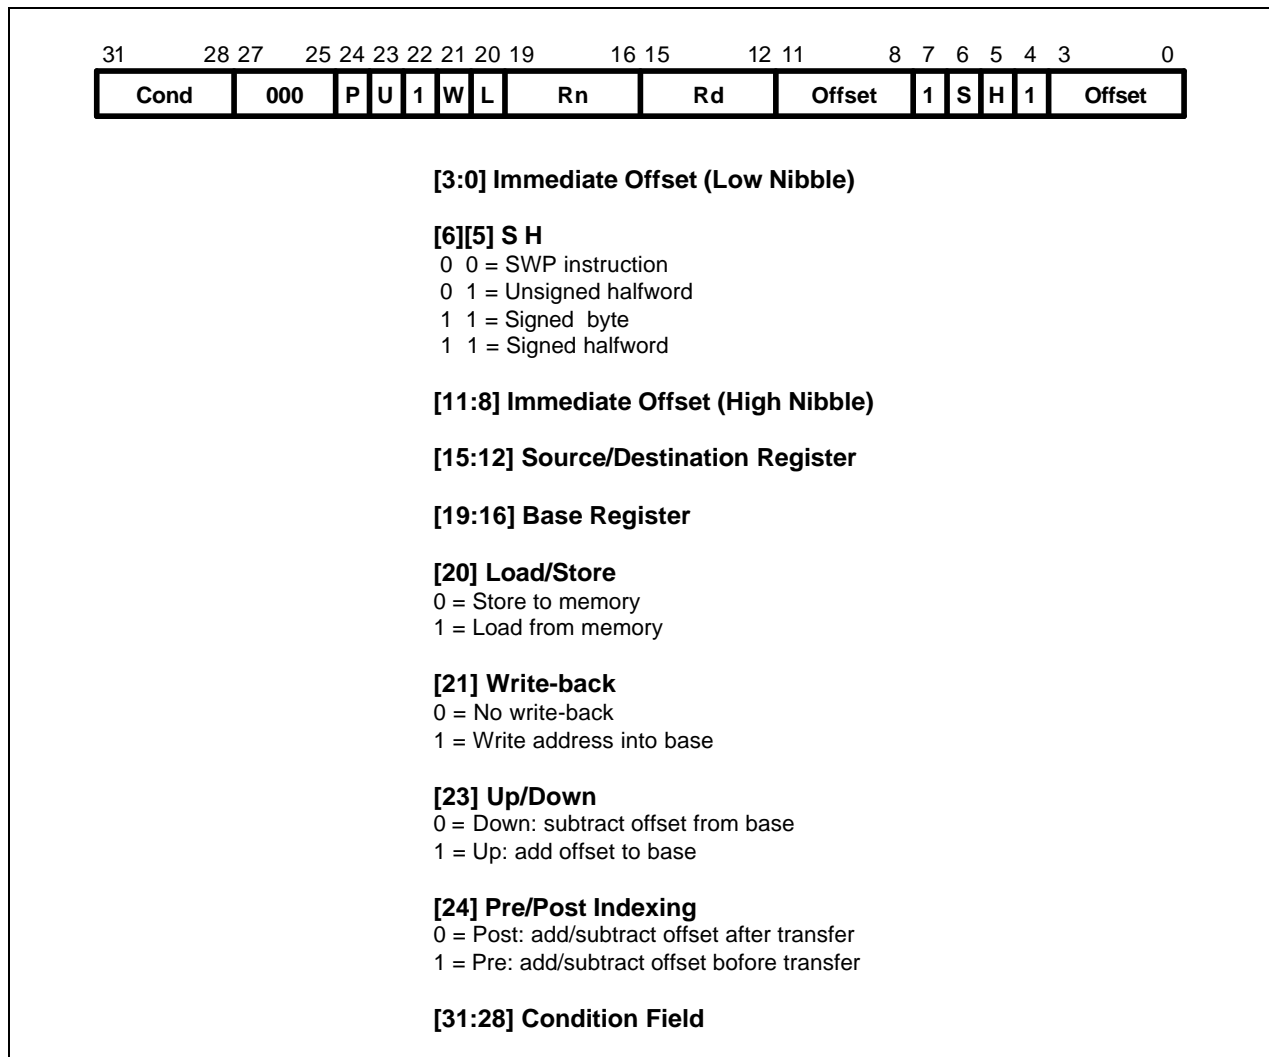 31 28 27 25 24 23 22 21 20 19 16 15 12 11 8 7 6 5 4 3 0
Cond 000 P U 1 W L Rn Rd Offset 1 S H 1 Offset
[3:0] Immediate Offset (Low Nibble)
[6][5] S H
0 0 = SWP instruction
0 1 = Unsigned halfword
1 1 = Signed byte
1 1 = Signed halfword
[11:8] Immediate Offset (High Nibble)
[15:12] Source/Destination Register
[19:16] Base Register
[20] Load/Store
0 = Store to memory
1 = Load from memory
[21] Write-back
0 = No write-back
1 = Write address into base
[23] Up/Down
0 = Down: subtract offset from base
1 = Up: add offset to base
[24] Pre/Post Indexing
0 = Post: add/subtract offset after transfer
1 = Pre: add/subtract offset bofore transfer
[31:28] Condition Field